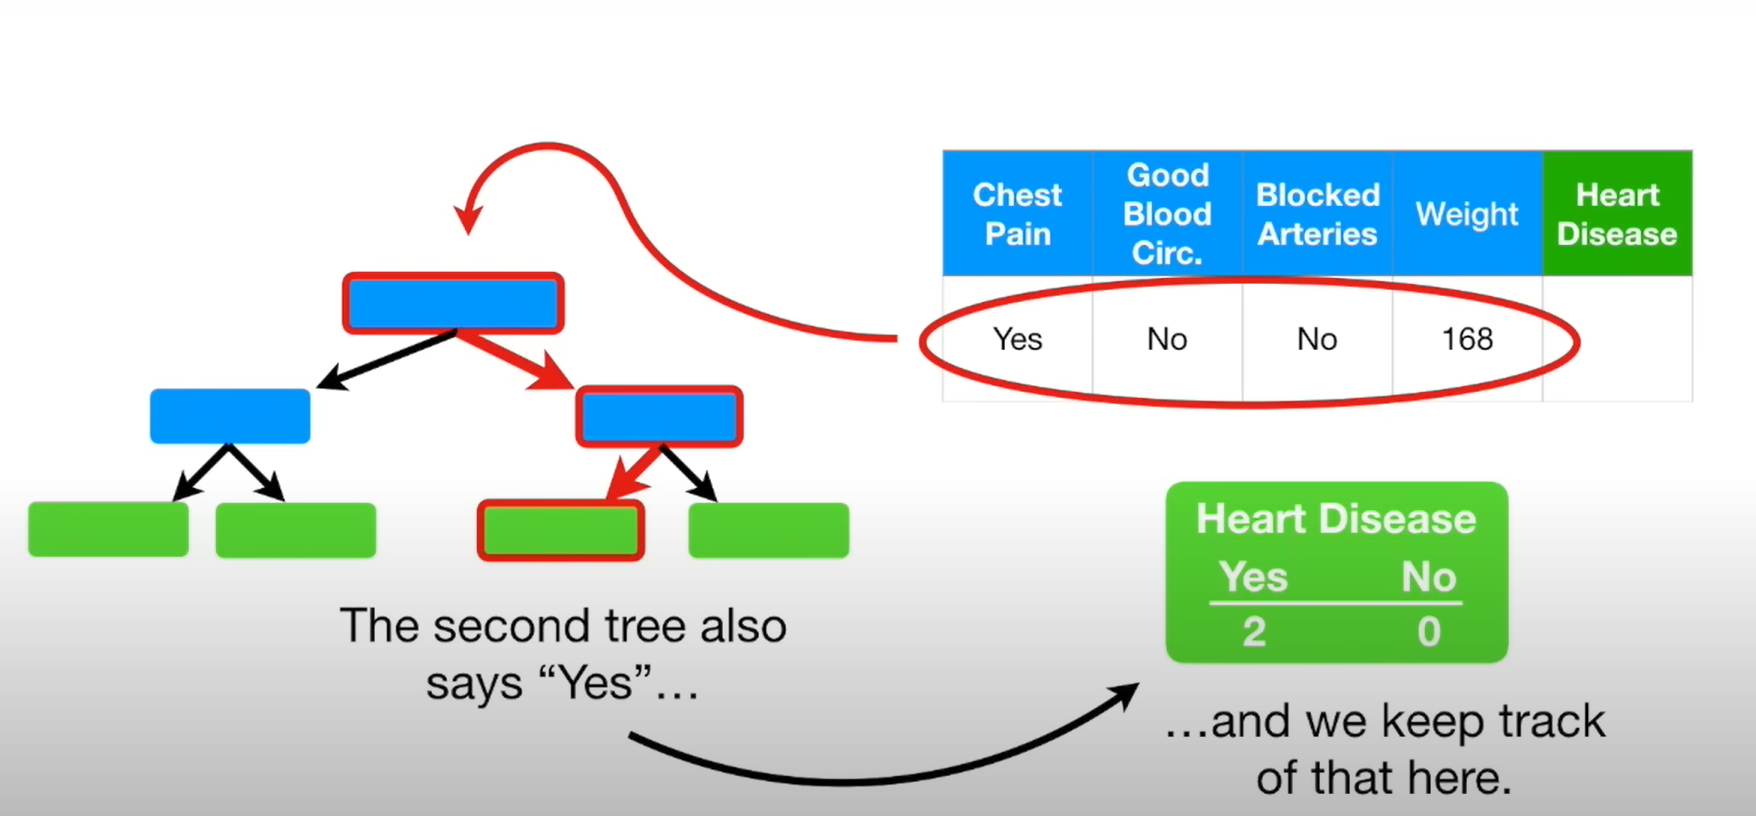 Chest
Pain
Good
Blood
Circ.
Blocked
Arteries
Weight
Heart
Disease
Yes
No
No
168
Heart Disease
Yes No
2 0
The second tree also
says “Yes”…
…and we keep track
of that here.